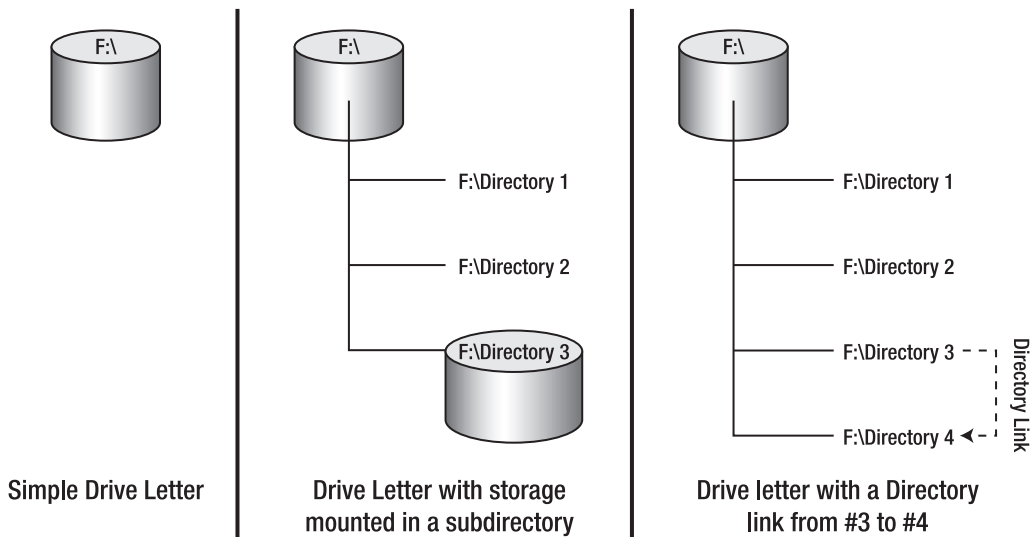 F:\
Simple Drive Letter
F:\
F:\Directory 1
F:\Directory 2
F:\Directory 3
Drive Letter with storage
mounted in a subdirectory
F:\
F:\Directory 1
F:\Directory 2
F:\Directory 3
F:\Directory 4
Directory Link
Drive letter with a Directory
link from #3 to #4